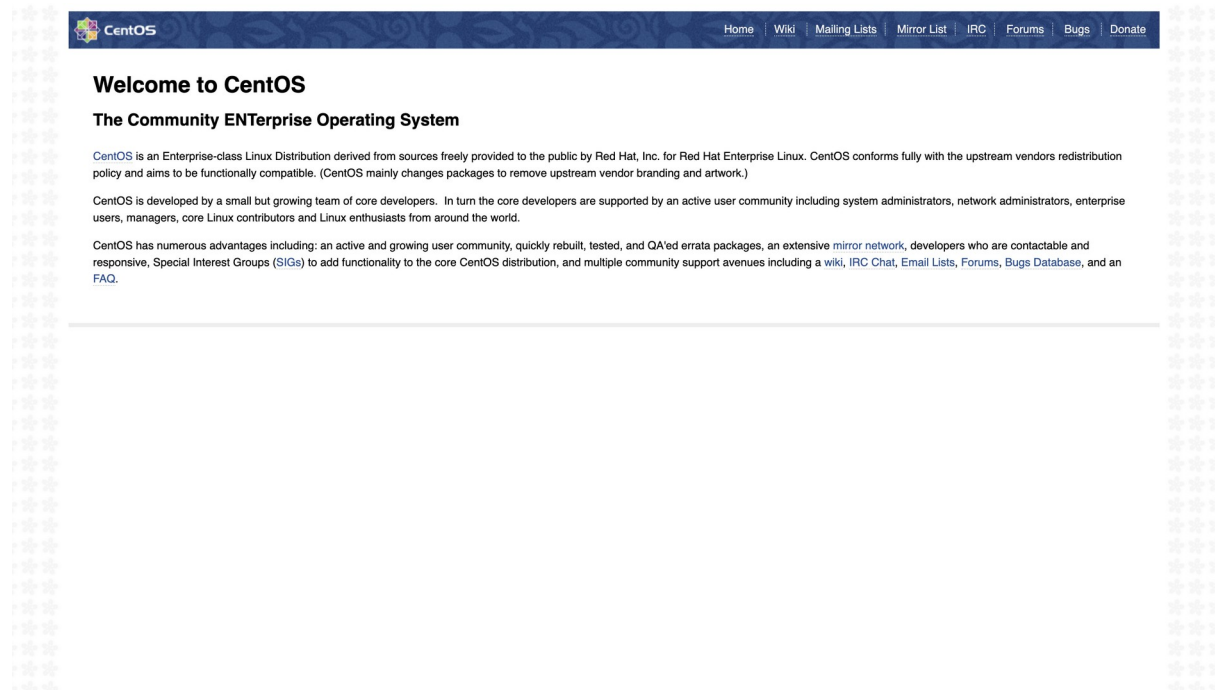 CentOS
Home Wiki Mailing Lists Mirror List IRC Forums Bugs Donate
Welcome to CentOS
The Community ENTerprise Operating System
CentOS is an Enterprise-class Linux Distribution derived from sources freely provided to the public by Red Hat, Inc. for Red Hat Enterprise Linux. CentOS conforms fully with the upstream vendors redistribution
policy and aims to be functionally compatible. (CentOS mainly changes packages to remove upstream vendor branding and artwork.)
CentOS is developed by a small but growing team of core developers.  In turn the core developers are supported by an active user community including system administrators, network administrators, enterprise
users, managers, core Linux contributors and Linux enthusiasts from around the world.
CentOS has numerous advantages including: an active and growing user community, quickly rebuilt, tested, and QA'ed errata packages, an extensive mirror network, developers who are contactable and
responsive, Special Interest Groups (SIGs) to add functionality to the core CentOS distribution, and multiple community support avenues including a wiki, IRC Chat, Email Lists, Forums, Bugs Database, and an
FAQ.